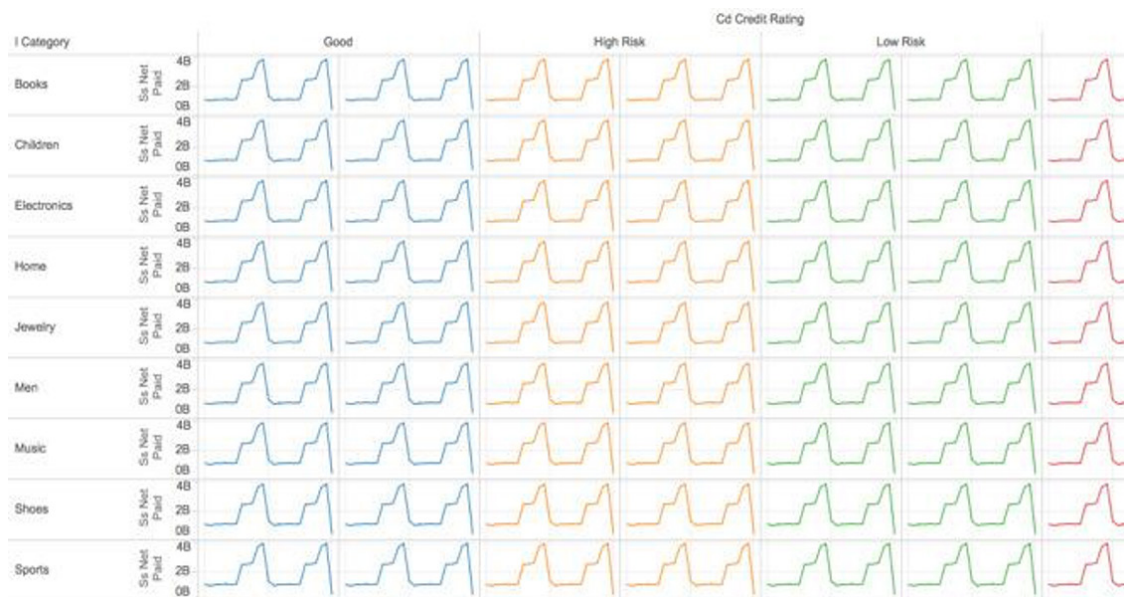 Cd Credit Rating
I Category Good High Risk Low Risk
Books Ss Net Paid 4B 2B 0B
Children Ss Net Paid 4B 2B 0B
Electronics Ss Net Paid 4B 2B 0B
Home Ss Net Paid 4B 2B 0B
Jewelry Ss Net Paid 4B 2B 0B
Men Ss Net Paid 4B 2B 0B
Music Ss Net Paid 4B 2B 0B
Shoes Ss Net Paid 4B 2B 0B
Sports Ss Net Paid 4B 2B 0B